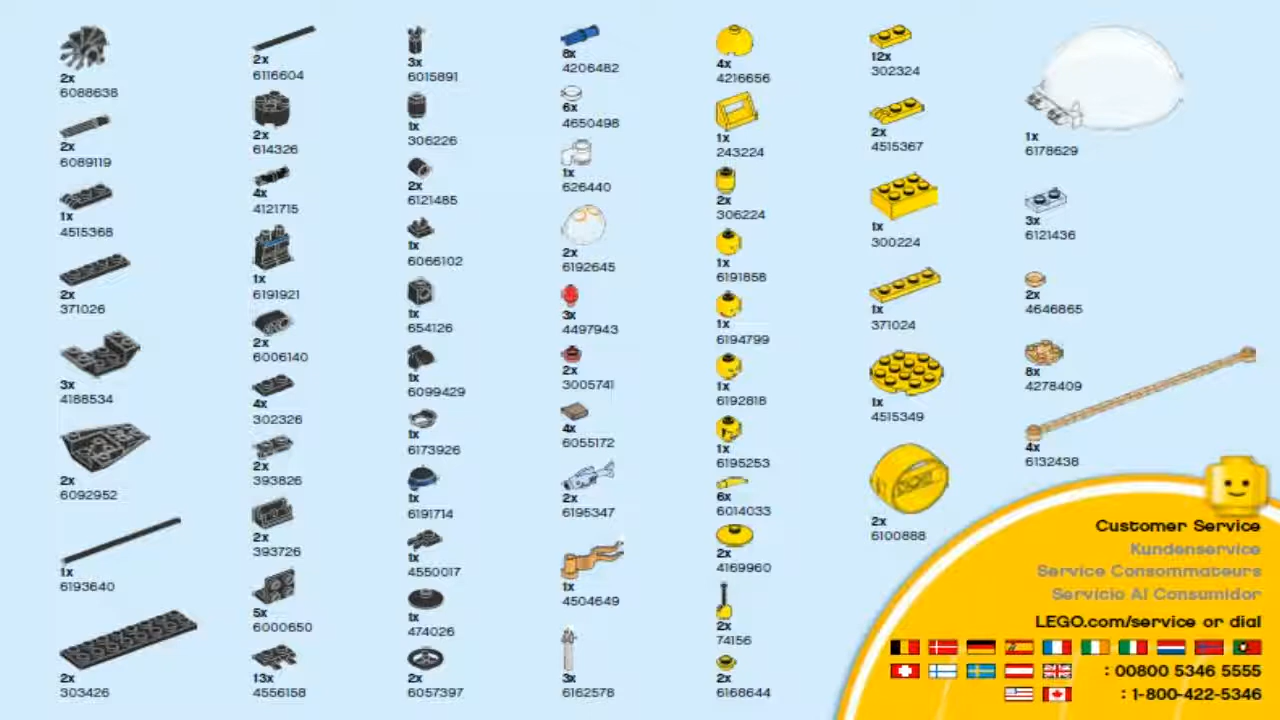 2x
6088638
2x
6089119
1x
4515368
2x
371026
3x
4188534
2x
6092952
1x
6193640
2x
303426
2x
6116604
2x
614326
4x
4121715
1x
6191921
2x
6006140
4x
302326
2x
393826
2x
393726
5x
6000650
13x
4556158
3x
6015891
1x
306226
2x
6121485
1x
6066102
1x
654126
1x
6099429
1x
6173926
1x
6191714
1x
4550017
1x
474026
2x
6057397
8x
4206482
6x
4650498
1x
626440
2x
6192645
3x
4497943
2x
3005741
4x
6055172
2x
6195347
1x
4504649
3x
6162578
4x
4216656
1x
243224
2x
306224
1x
6191858
1x
6194799
1x
6192818
1x
6195253
6x
6014033
2x
4169960
2x
74156
2x
6168644
12x
302324
2x
4515367
1x
300224
1x
371024
1x
4515349
2x
6100888
1x
6178629
3x
6121436
2x
4646865
8x
4278409
4x
6132438
Customer Service
Kundenservice
Service Consommateurs
Servicio Al Consumidor
LEGO.com/service or dial
: 00800 5346 5555
: 1-800-422-5346